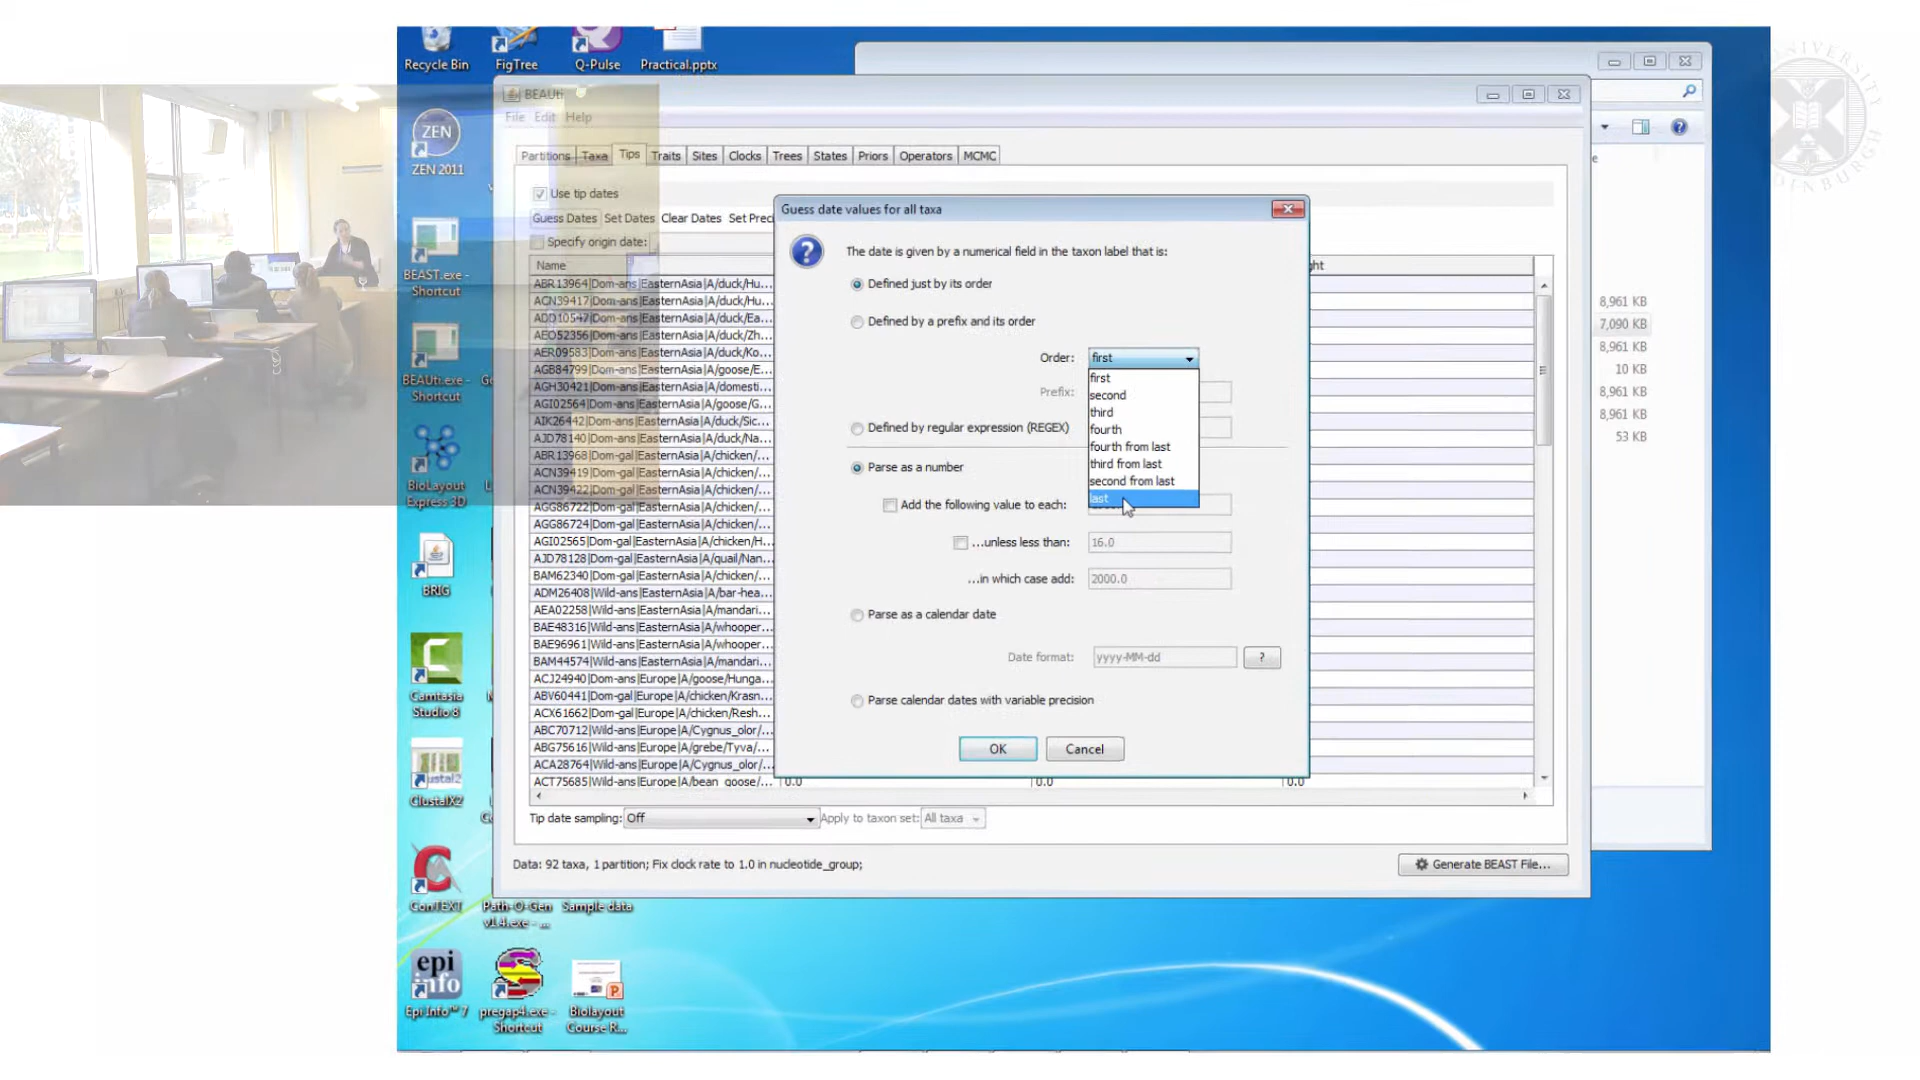 Recycle Bin
FigTree
Q-Pulse
Practical.pptx
UNIVERSITY
EDINBURGH
BEAUti
File Edit Help
ZEN
ZEN 2011
Partitions Taxa Tips Traits Sites Clocks Trees States Priors Operators MCMC
Use tip dates
Guess Dates Set Dates Clear Dates Set Preci
Specify origin date:
Name
ABR13964|Dom-ans|EasternAsia|A/duck/Hu...
ACN39417|Dom-ans|EasternAsia|A/duck/Hu...
ADD10547|Dom-ans|EasternAsia|A/duck/Ea...
AEO52356|Dom-ans|EasternAsia|A/duck/Zh...
AER09583|Dom-ans|EasternAsia|A/duck/Ko...
AGB84799|Dom-ans|EasternAsia|A/goose/E...
AGH30421|Dom-ans|EasternAsia|A/domesti...
AGI02564|Dom-ans|EasternAsia|A/goose/G...
AIK26442|Dom-ans|EasternAsia|A/duck/Sic...
AJD78140|Dom-ans|EasternAsia|A/duck/Na...
ABR13968|Dom-gal|EasternAsia|A/chicken/...
ACN39419|Dom-gal|EasternAsia|A/chicken/...
ACN39422|Dom-gal|EasternAsia|A/chicken/...
AGG86722|Dom-gal|EasternAsia|A/chicken/...
AGG86724|Dom-gal|EasternAsia|A/chicken/...
AGI02565|Dom-gal|EasternAsia|A/chicken/H...
AJD78128|Dom-gal|EasternAsia|A/quail/Nan...
BAM62340|Dom-gal|EasternAsia|A/chicken/...
ADM26408|Wild-ans|EasternAsia|A/bar-hea...
AEA02258|Wild-ans|EasternAsia|A/mandari...
BAE48316|Wild-ans|EasternAsia|A/whooper...
BAE96961|Wild-ans|EasternAsia|A/whooper...
BAM44574|Wild-ans|EasternAsia|A/mandari...
ACJ24940|Dom-ans|Europe|A/goose/Hunga...
ABV60441|Dom-gal|Europe|A/chicken/Krasn...
ACX61662|Dom-gal|Europe|A/chicken/Resh...
ABC70712|Wild-ans|Europe|A/Cygnus_olor/...
ABG75616|Wild-ans|Europe|A/grebe/Tyva/...
ACA28764|Wild-ans|Europe|A/Cygnus_olor/...
ACT75685|Wild-ans|Europe|A/bean_goose/... 0.0 0.0 0.0
Guess date values for all taxa
The date is given by a numerical field in the taxon label that is:
Defined just by its order
Defined by a prefix and its order
Order: first
first
second
third
fourth
fourth from last
third from last
second from last
last
Prefix:
Defined by regular expression (REGEX)
Parse as a number
Add the following value to each:
...unless less than: 16.0
...in which case add: 2000.0
Parse as a calendar date
Date format: yyyy-MM-dd ?
Parse calendar dates with variable precision
OK Cancel
ght
8,961 KB
7,090 KB
8,961 KB
10 KB
8,961 KB
8,961 KB
53 KB
Tip date sampling: Off Apply to taxon set: All taxa
Data: 92 taxa, 1 partition; Fix clock rate to 1.0 in nucleotide_group;
Generate BEAST File...
BEAST.exe -
Shortcut
BEAUti.exe -
Shortcut
BioLayout
Express 3D
BRIG
Camtasia
Studio 8
ClustalX2
ConTEXT
Path-O-Gen
v1.4.exe - ...
Sample data
epi
info
Epi Info™ 7
pregap4.exe -
Shortcut
Biolayout
Course R...